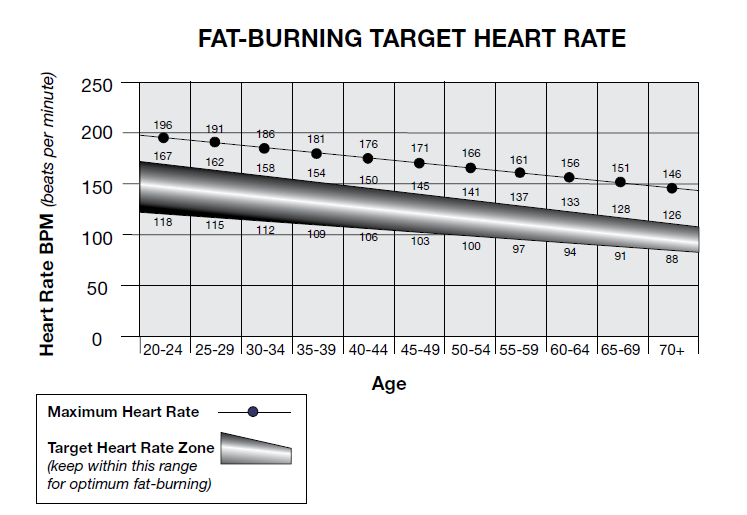 FAT-BURNING TARGET HEART RATE
Heart Rate BPM (beats per minute)
250
200
150
100
50
0
196 191 186 181 176 171 166 161 156 151 146
167 162 158 154 150 145 141 137 133 128 126
118 115 112 109 106 103 100 97 94 91 88
20-24 25-29 30-34 35-39 40-44 45-49 50-54 55-59 60-64 65-69 70+
Age
Maximum Heart Rate
Target Heart Rate Zone
(keep within this range
for optimum fat-burning)